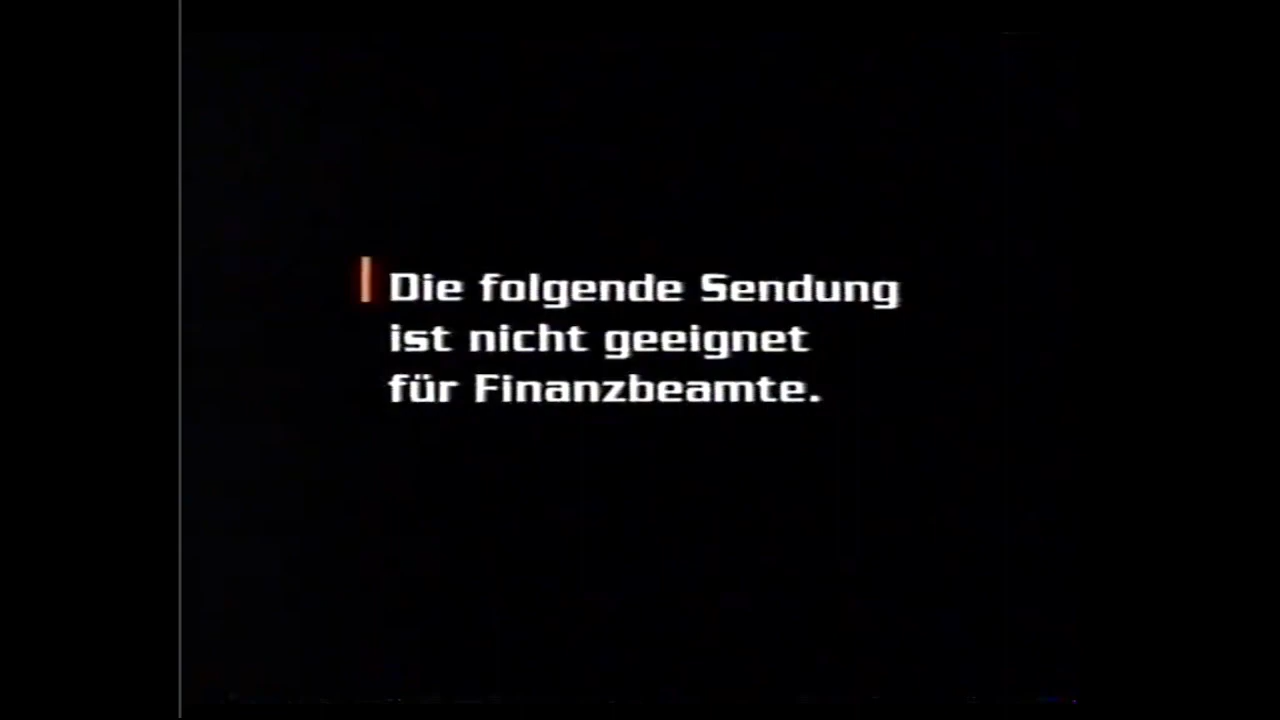 Die folgende Sendung
ist nicht geeignet
für Finanzbeamte.